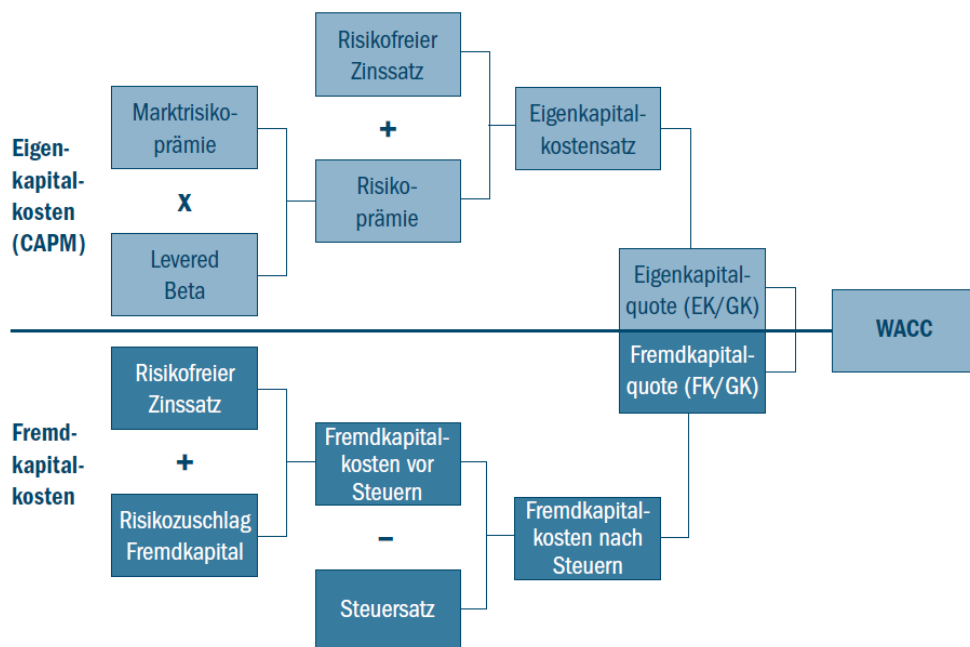 Eigen-
kapital-
kosten
(CAPM)
Marktrisiko-
prämie
x
Levered
Beta
Risikofreier
Zinssatz
+
Risiko-
prämie
Eigenkapital-
kostensatz
Eigenkapital-
quote (EK/GK)
Fremdkapital-
quote (FK/GK)
WACC
Fremd-
kapital-
kosten
Risikofreier
Zinssatz
+
Risikozuschlag
Fremdkapital
Fremdkapital-
kosten vor
Steuern
–
Steuersatz
Fremdkapital-
kosten nach
Steuern